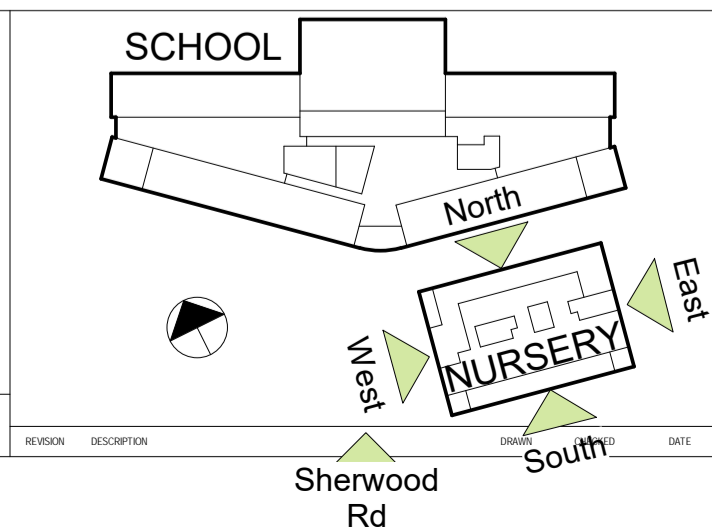 SCHOOL
North
East
West
NURSERY
REVISION DESCRIPTION DRAWN CHECKED DATE
South
Sherwood
Rd